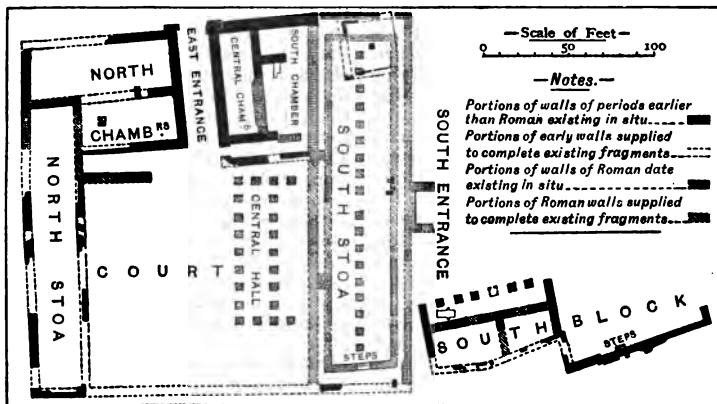 —Scale of Feet—
0 50 100
—Notes.—
Portions of walls of periods earlier
than Roman existing in situ
Portions of early walls supplied
to complete existing fragments
Portions of walls of Roman date
existing in situ
Portions of Roman walls supplied
to complete existing fragments
NORTH
CHAMB.RS
NORTH STOA
EAST ENTRANCE
CENTRAL CHAMB.
SOUTH CHAMBER
COURT
CENTRAL HALL
SOUTH STOA
STEPS
SOUTH ENTRANCE
SOUTH BLOCK
STEPS